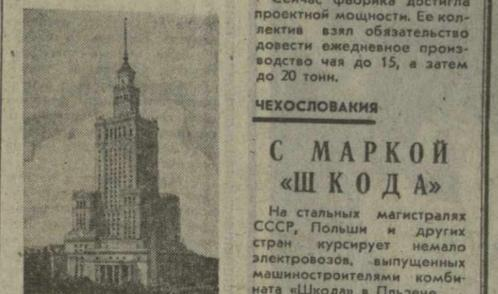 Сейчас фабрика достигла
проектной мощности. Ее кол-
лектив взял обязательство
довести ежедневное произ-
водство чая до 15, а затем
до 20 тонн.
ЧЕХОСЛОВАКИЯ
С МАРКОЙ
«ШКОДА»
На стальных магистралях
СССР, Польши и других
стран курсирует немало
электровозов, выпущенных
машиностроителями комби-
ната «Шкода» в Пльзене